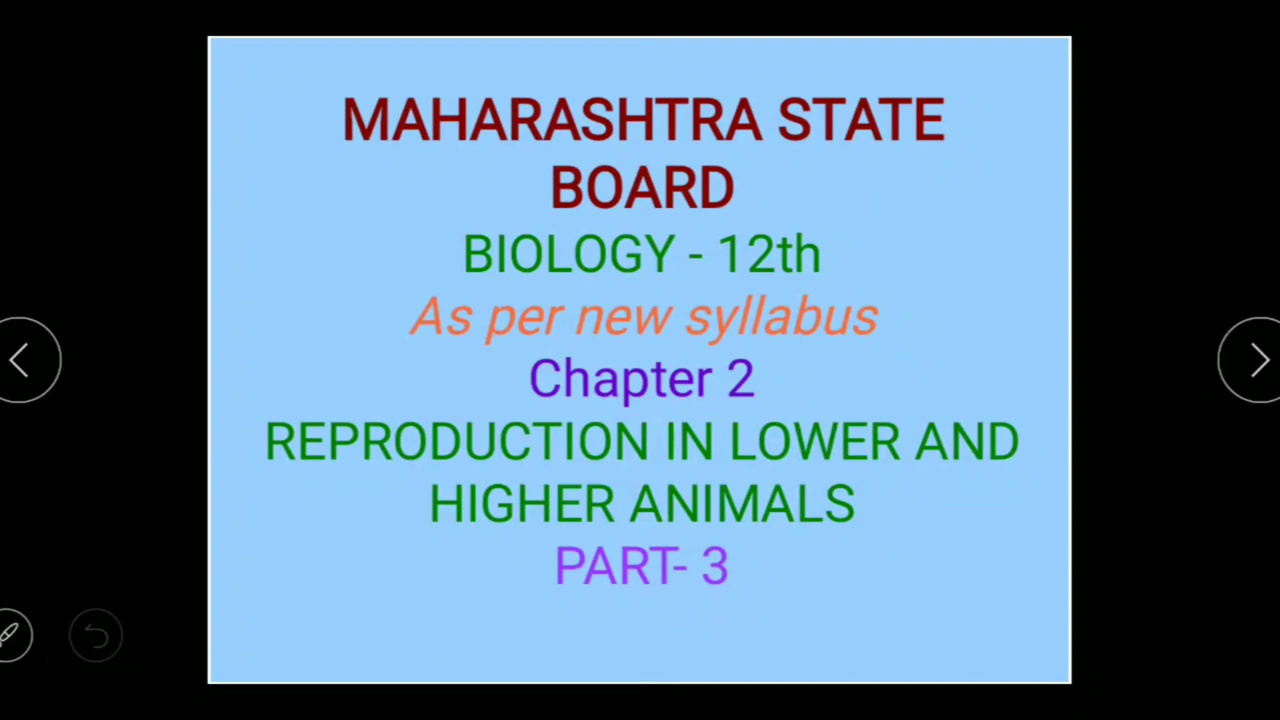 MAHARASHTRA STATE
BOARD
BIOLOGY - 12th
As per new syllabus
Chapter 2
REPRODUCTION IN LOWER AND
HIGHER ANIMALS
PART- 3